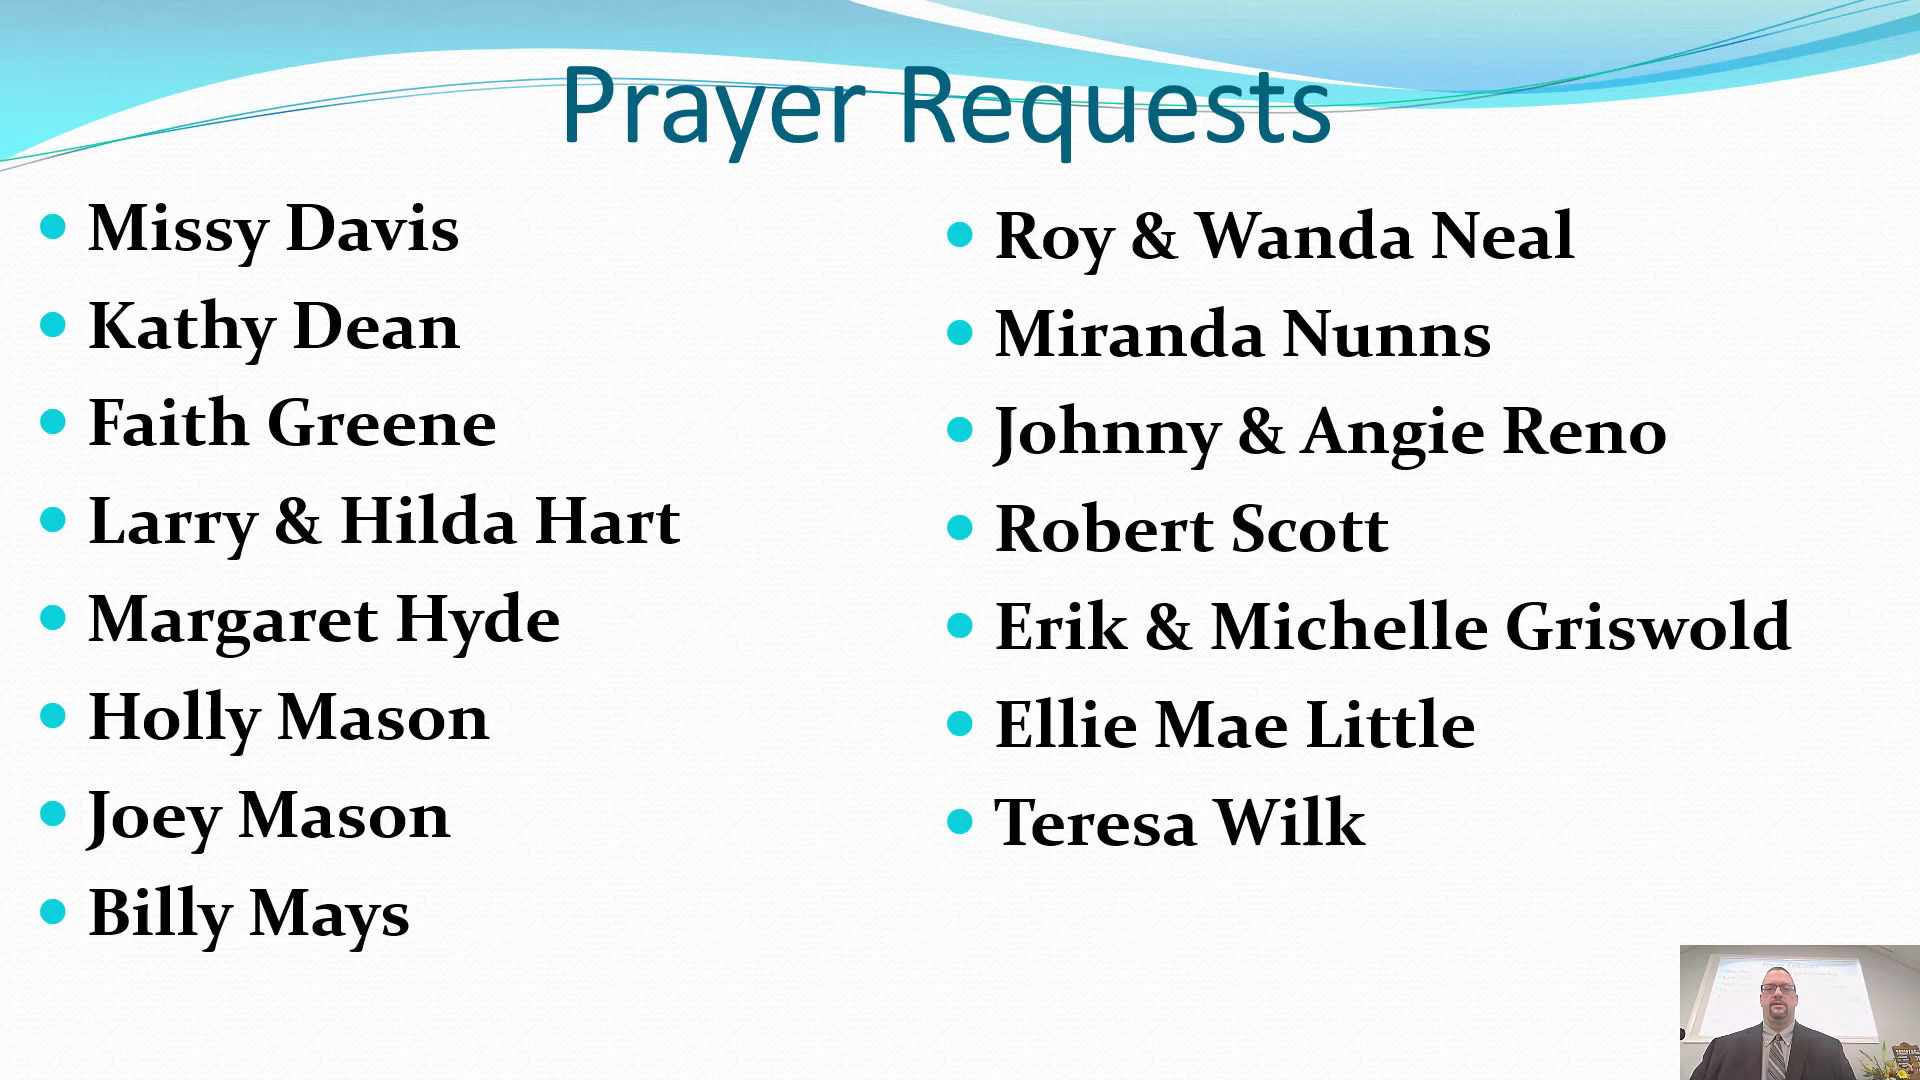 Prayer Requests
Missy Davis
Kathy Dean
Faith Greene
Larry & Hilda Hart
Margaret Hyde
Holly Mason
Joey Mason
Billy Mays
Roy & Wanda Neal
Miranda Nunns
Johnny & Angie Reno
Robert Scott
Erik & Michelle Griswold
Ellie Mae Little
Teresa Wilk